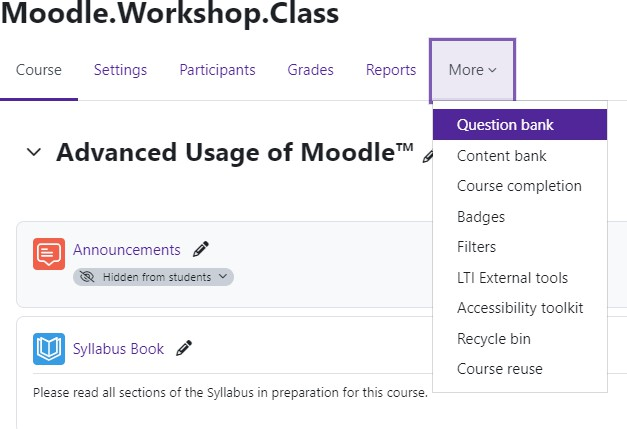 Moodle.Workshop.Class
Course Settings Participants Grades Reports More
Question bank
Content bank
Course completion
Badges
Filters
LTI External tools
Accessibility toolkit
Recycle bin
Course reuse
Advanced Usage of Moodle™
Announcements
Hidden from students
Syllabus Book
Please read all sections of the Syllabus in preparation for this course.